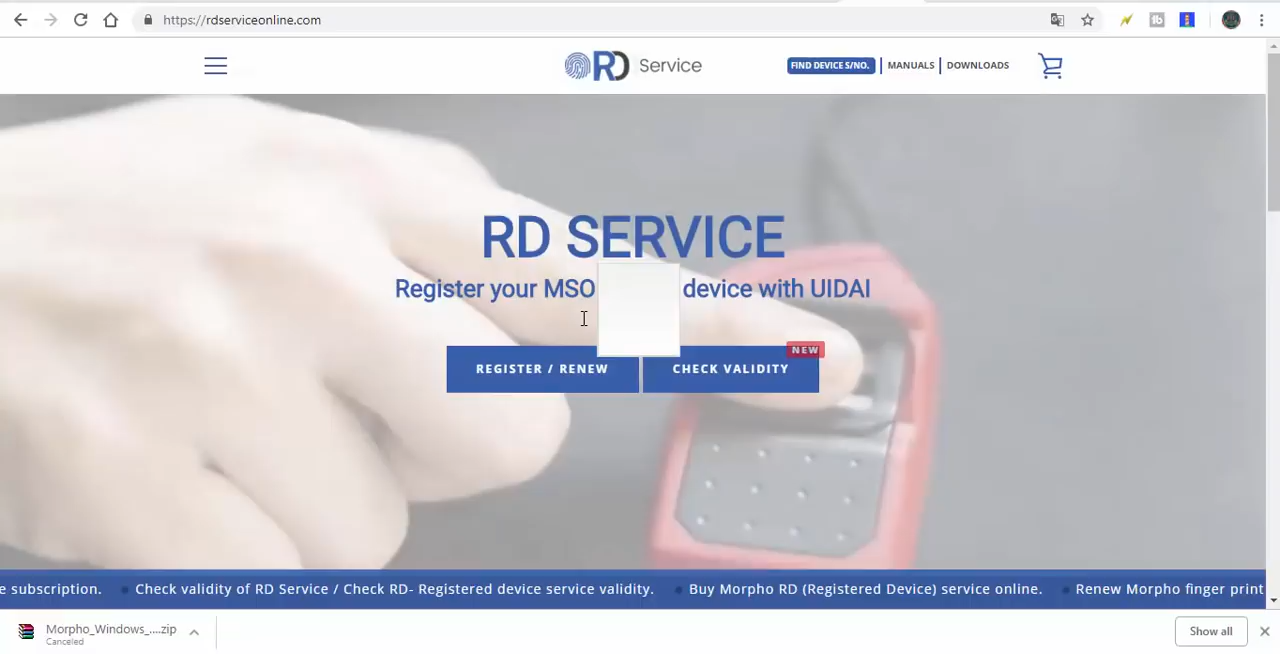 https://rdserviceonline.com
RD Service
FIND DEVICE S/NO. | MANUALS | DOWNLOADS
RD SERVICE
Register your MSO device with UIDAI
NEW
REGISTER / RENEW
CHECK VALIDITY
e subscription. • Check validity of RD Service / Check RD- Registered device service validity. • Buy Morpho RD (Registered Device) service online. • Renew Morpho finger print
Morpho_Windows_....zip
Canceled
Show all